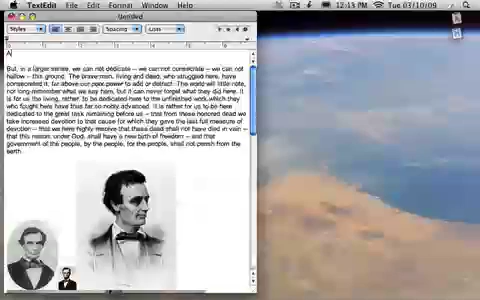 TextEdit File Edit Format Window Help 12:13 PM Tue 03/10/09
Untitled
Styles Spacing Lists
A
But, in a larger sense, we can not dedicate -- we can not consecrate -- we can not
hallow -- this ground. The brave men, living and dead, who struggled here, have
consecrated it, far above our poor power to add or detract. The world will little note,
nor long remember what we say here, but it can never forget what they did here. It
is for us the living, rather, to be dedicated here to the unfinished work which they
who fought here have thus far so nobly advanced. It is rather for us to be here
dedicated to the great task remaining before us -- that from these honored dead we
take increased devotion to that cause for which they gave the last full measure of
devotion -- that we here highly resolve that these dead shall not have died in vain --
that this nation, under God, shall have a new birth of freedom -- and that
government of the people, by the people, for the people, shall not perish from the
earth.